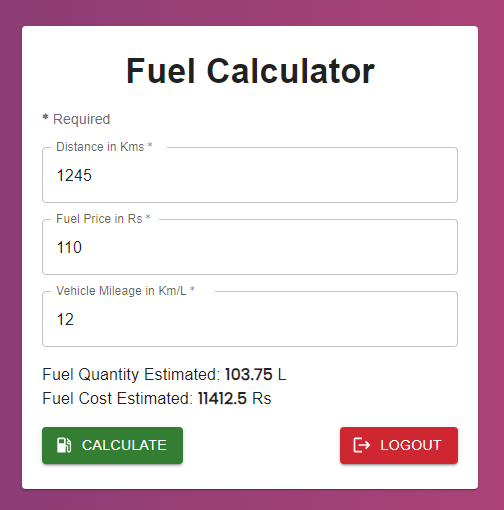 Fuel Calculator
* Required
Distance in Kms *
1245
Fuel Price in Rs *
110
Vehicle Mileage in Km/L *
12
Fuel Quantity Estimated: 103.75 L
Fuel Cost Estimated: 11412.5 Rs
CALCULATE
LOGOUT